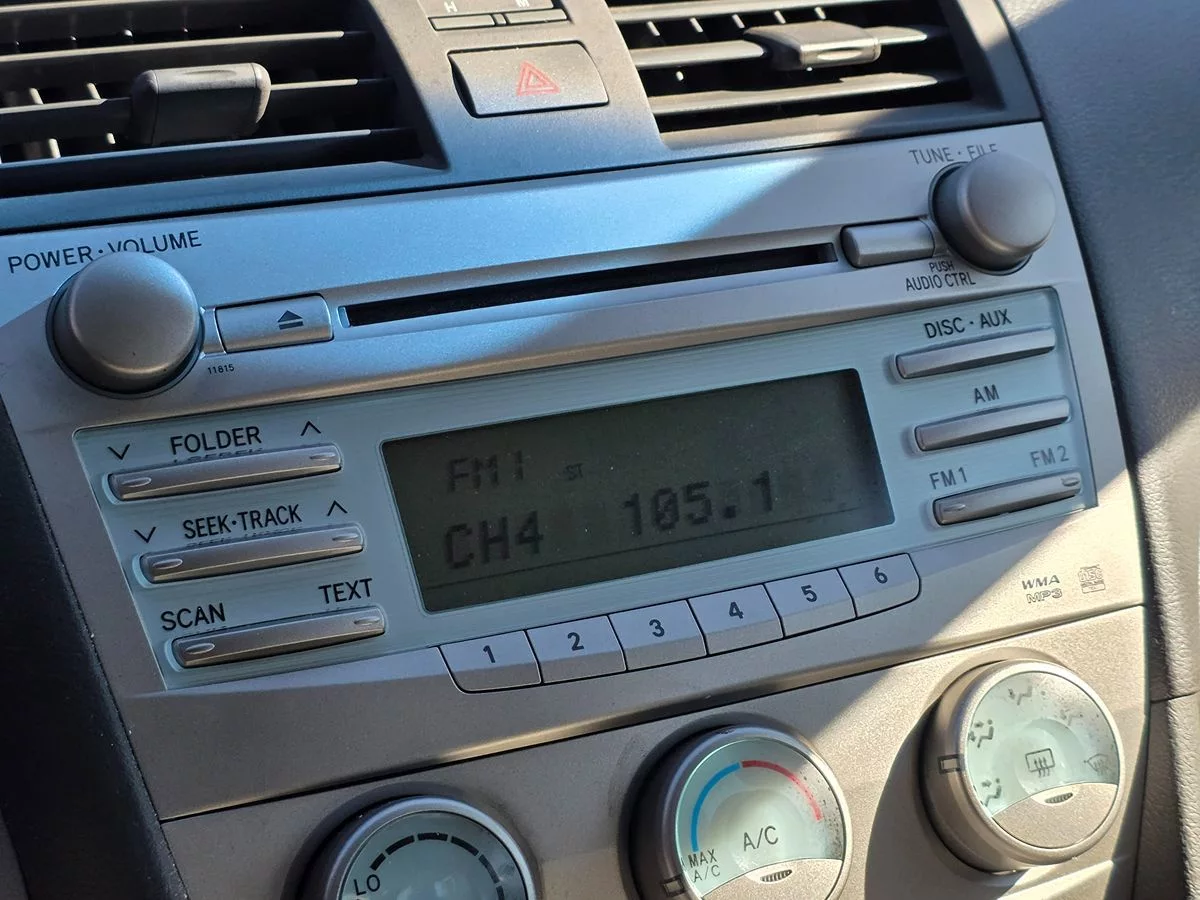 H M
TUNE · FILE
POWER · VOLUME
PUSH
AUDIO CTRL
11815
DISC · AUX
FOLDER
AM
FM1 ST
SEEK·TRACK
FM1 FM2
CH4 105.1
SCAN TEXT
1 2 3 4 5 6
WMA
MP3
A/C
MAX
A/C
LO